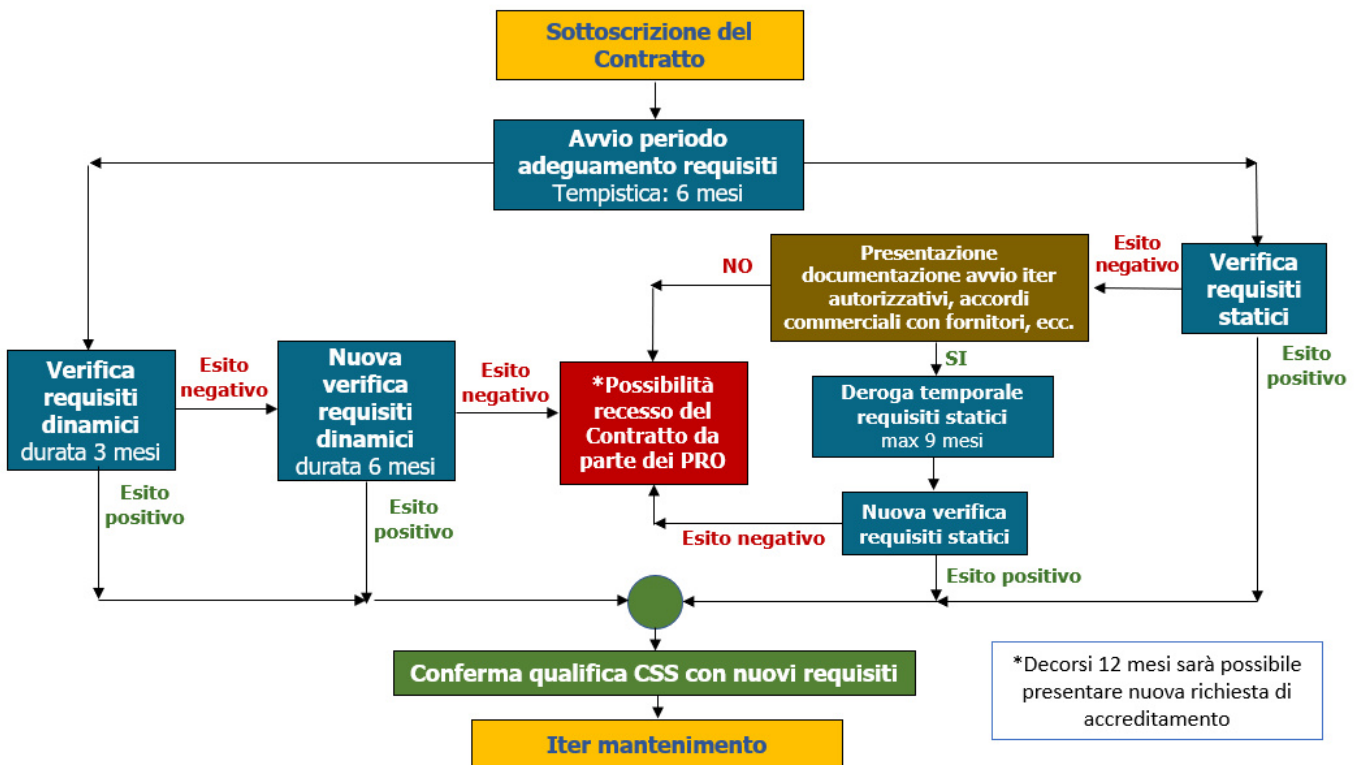 Sottoscrizione del
Contratto
Avvio periodo
adeguamento requisiti
Tempistica: 6 mesi
Presentazione
documentazione avvio iter
autorizzativi, accordi
commerciali con fornitori, ecc.
NO
Esito
negativo
Verifica
requisiti
statici
SI
Esito
positivo
Verifica
requisiti
dinamici
durata 3 mesi
Esito
negativo
Nuova
verifica
requisiti
dinamici
durata 6 mesi
Esito
negativo
*Possibilità
recesso del
Contratto da
parte dei PRO
Deroga temporale
requisiti statici
max 9 mesi
Esito
positivo
Esito
positivo
Esito negativo
Nuova verifica
requisiti statici
Esito positivo
Conferma qualifica CSS con nuovi requisiti
*Decorsi 12 mesi sarà possibile
presentare nuova richiesta di
accreditamento
Iter mantenimento